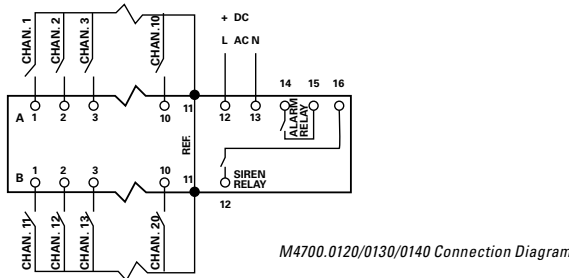 CHAN. 1
CHAN. 2
CHAN. 3
CHAN. 10
+ DC
L AC N
14 15 16
A 1 2 3 10 11 12 13
ALARM
RELAY
REF.
B 1 2 3 10 11
SIREN
RELAY
12
CHAN. 11
CHAN. 12
CHAN. 13
CHAN. 20
M4700.0120/0130/0140 Connection Diagram